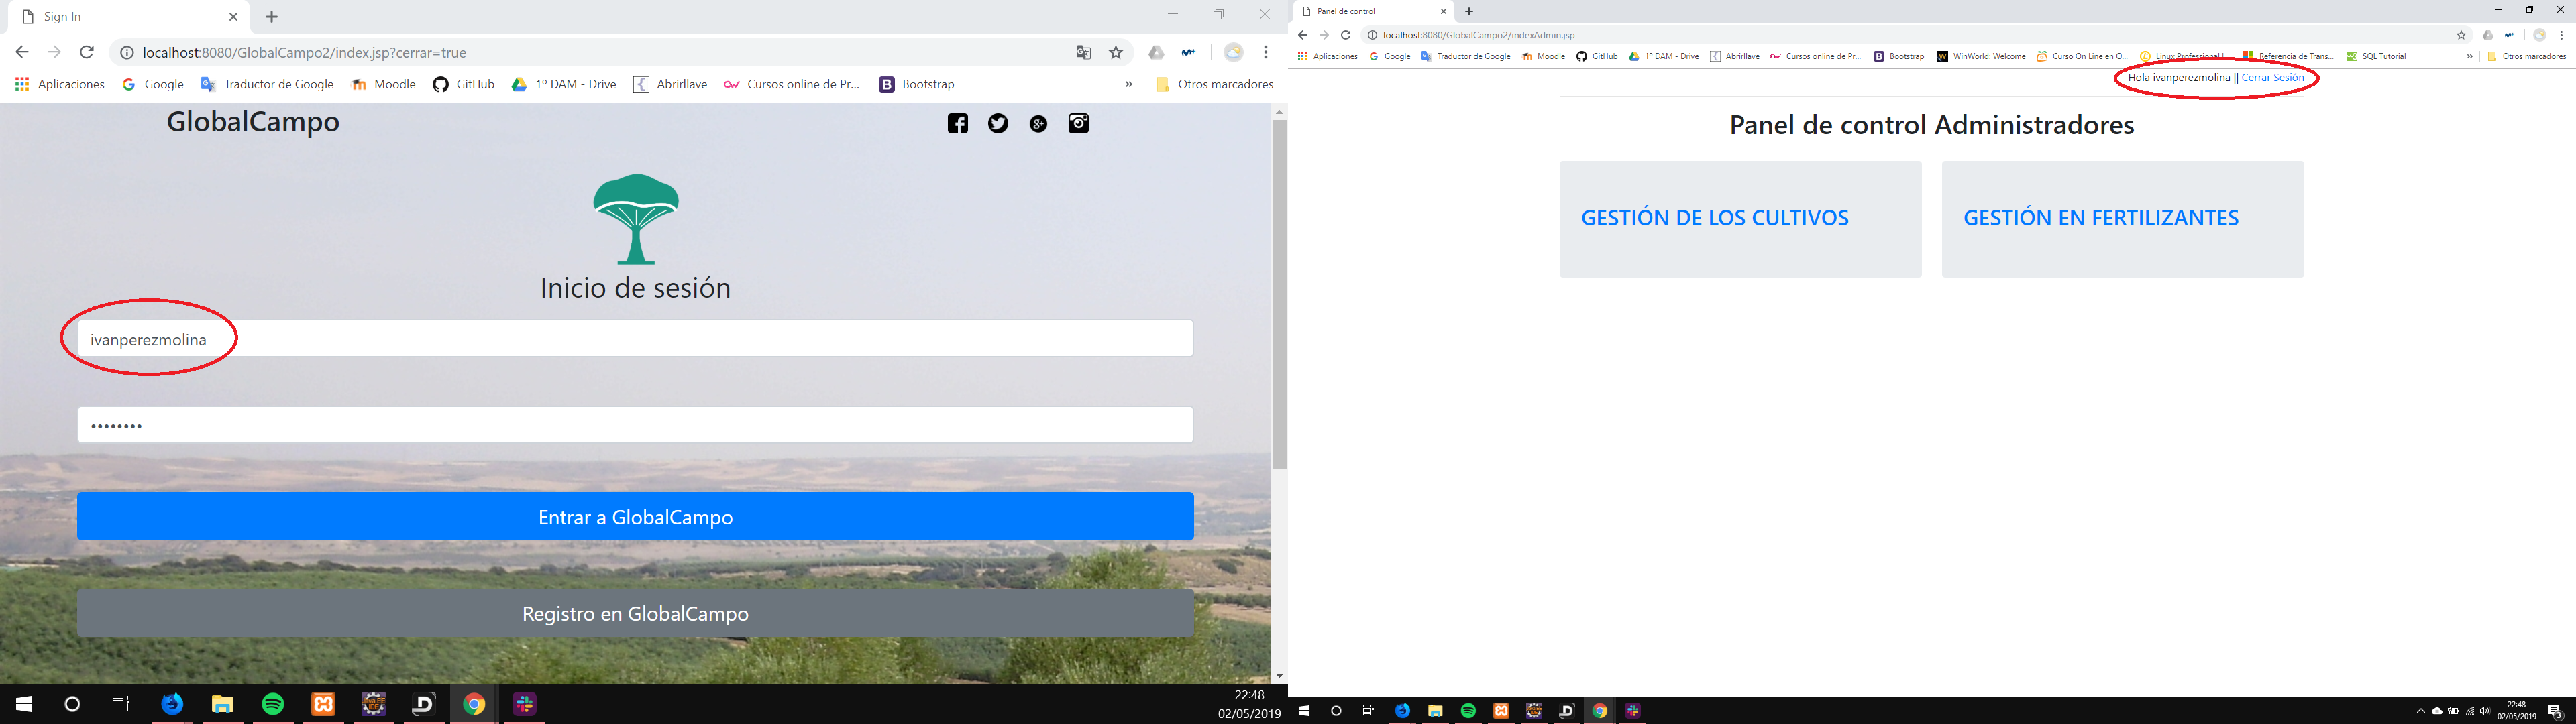 Sign In
localhost:8080/GlobalCampo2/index.jsp?cerrar=true
Aplicaciones Google Traductor de Google Moodle GitHub 1º DAM - Drive Abrirllave Cursos online de Pr... Bootstrap » Otros marcadores
GlobalCampo
Inicio de sesión
ivanperezmolina
••••••••
Entrar a GlobalCampo
Registro en GlobalCampo
22:48
02/05/2019
Panel de control
localhost:8080/GlobalCampo2/indexAdmin.jsp
Aplicaciones Google Traductor de Google Moodle GitHub 1º DAM - Drive Abrirllave Cursos online de Pr... Bootstrap WinWorld: Welcome Curso On Line en O... Linux Professional I... Referencia de Trans... SQL Tutorial » Otros marcadores
Hola ivanperezmolina || Cerrar Sesión
Panel de control Administradores
GESTIÓN DE LOS CULTIVOS
GESTIÓN EN FERTILIZANTES
22:48
02/05/2019